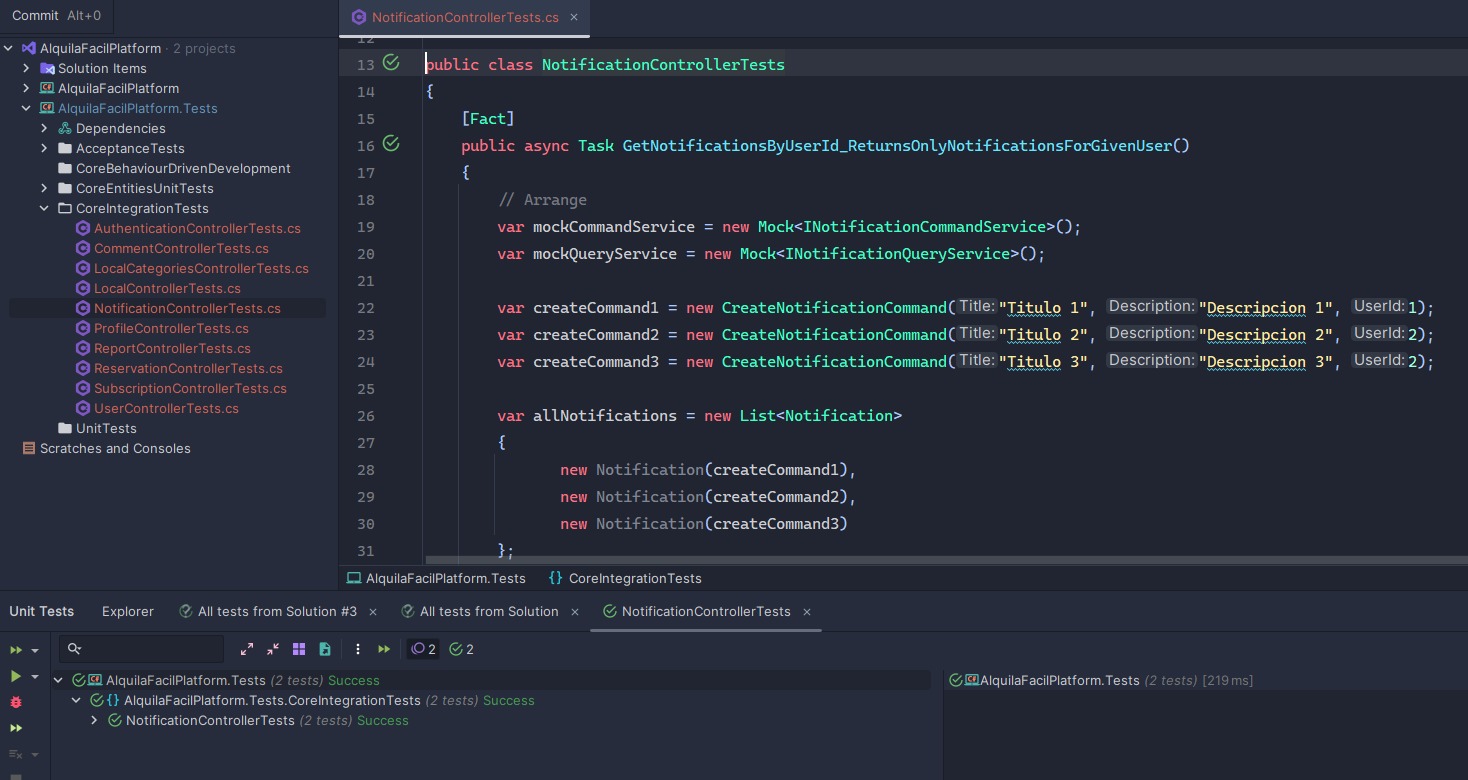 Commit Alt+0
NotificationControllerTests.cs ×
AlquilaFacilPlatform · 2 projects
Solution Items
AlquilaFacilPlatform
AlquilaFacilPlatform.Tests
Dependencies
AcceptanceTests
CoreBehaviourDrivenDevelopment
CoreEntitiesUnitTests
CoreIntegrationTests
AuthenticationControllerTests.cs
CommentControllerTests.cs
LocalCategoriesControllerTests.cs
LocalControllerTests.cs
NotificationControllerTests.cs
ProfileControllerTests.cs
ReportControllerTests.cs
ReservationControllerTests.cs
SubscriptionControllerTests.cs
UserControllerTests.cs
UnitTests
Scratches and Consoles
12
13 public class NotificationControllerTests
14 {
15 [Fact]
16 public async Task GetNotificationsByUserId_ReturnsOnlyNotificationsForGivenUser()
17 {
18 // Arrange
19 var mockCommandService = new Mock<INotificationCommandService>();
20 var mockQueryService = new Mock<INotificationQueryService>();
21
22 var createCommand1 = new CreateNotificationCommand( Title: "Titulo 1", Description: "Descripcion 1", UserId: 1);
23 var createCommand2 = new CreateNotificationCommand( Title: "Titulo 2", Description: "Descripcion 2", UserId: 2);
24 var createCommand3 = new CreateNotificationCommand( Title: "Titulo 3", Description: "Descripcion 3", UserId: 2);
25
26 var allNotifications = new List<Notification>
27 {
28 new Notification(createCommand1),
29 new Notification(createCommand2),
30 new Notification(createCommand3)
31 };
AlquilaFacilPlatform.Tests {} CoreIntegrationTests
Unit Tests Explorer All tests from Solution #3 × All tests from Solution × NotificationControllerTests ×
2 2
AlquilaFacilPlatform.Tests (2 tests) Success
{} AlquilaFacilPlatform.Tests.CoreIntegrationTests (2 tests) Success
NotificationControllerTests (2 tests) Success
AlquilaFacilPlatform.Tests (2 tests) [219 ms]